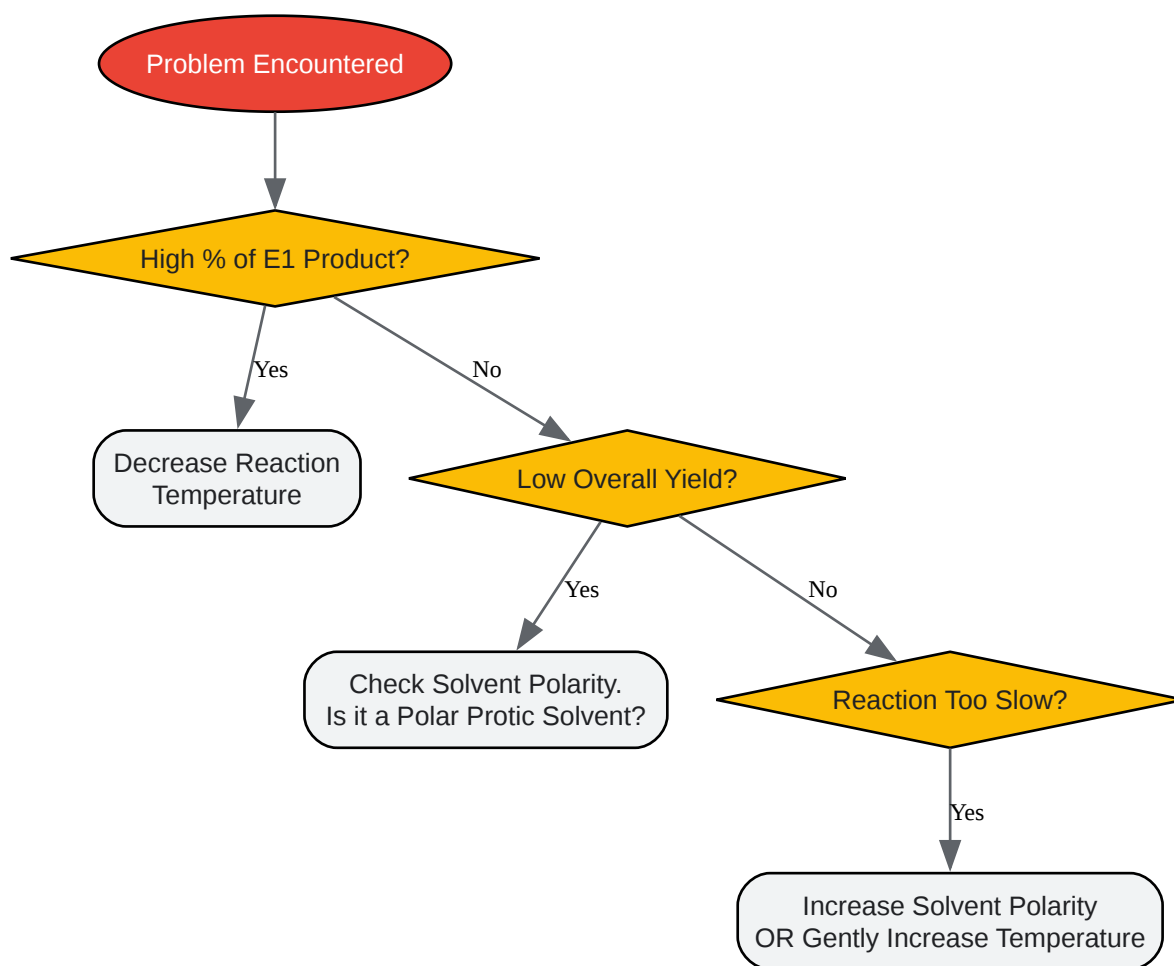 Problem Encountered
High % of E1 Product?
Yes
No
Decrease Reaction
Temperature
Low Overall Yield?
Yes
No
Check Solvent Polarity.
Is it a Polar Protic Solvent?
Reaction Too Slow?
Yes
Increase Solvent Polarity
OR Gently Increase Temperature